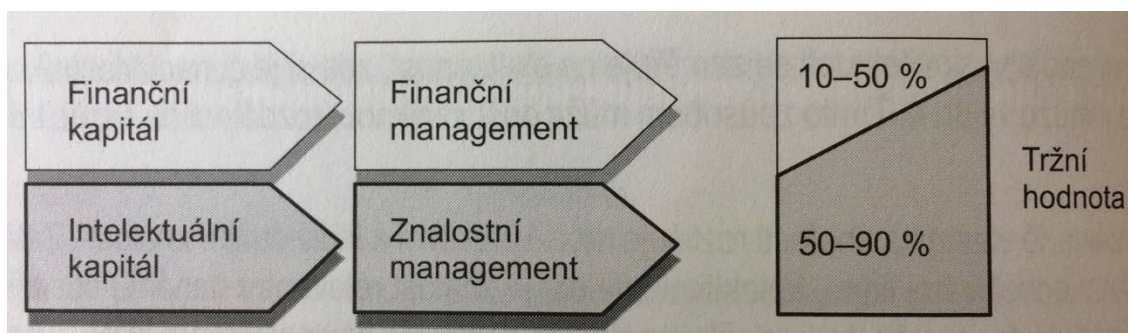 Finanční
kapitál
Finanční
management
10–50 %
Tržní
hodnota
Intelektuální
kapitál
Znalostní
management
50–90 %